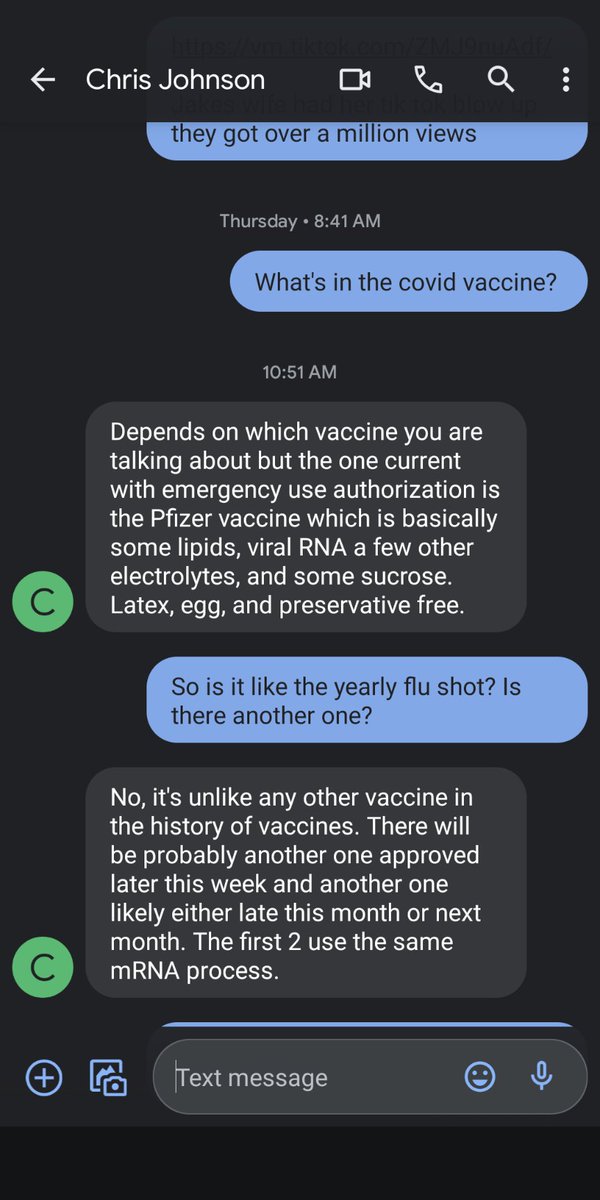 https://vm.tiktok.com/ZMJ9nuAdf/
Chris Johnson
Jakes wife had her tik tok blow up
they got over a million views
Thursday • 8:41 AM
What's in the covid vaccine?
10:51 AM
Depends on which vaccine you are
talking about but the one current
with emergency use authorization is
the Pfizer vaccine which is basically
some lipids, viral RNA a few other
electrolytes, and some sucrose.
Latex, egg, and preservative free.
C
So is it like the yearly flu shot? Is
there another one?
No, it's unlike any other vaccine in
the history of vaccines. There will
be probably another one approved
later this week and another one
likely either late this month or next
month. The first 2 use the same
mRNA process.
C
Text message